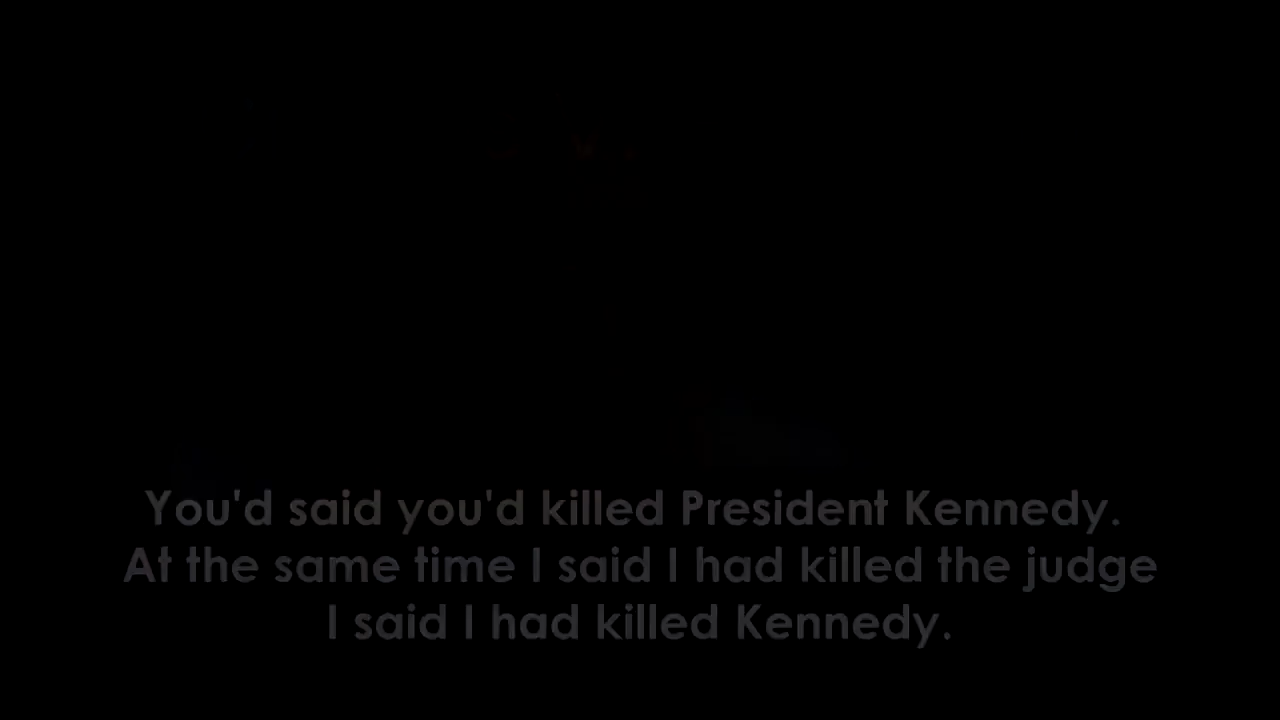 You'd said you'd killed President Kennedy.
At the same time I said I had killed the judge
I said I had killed Kennedy.